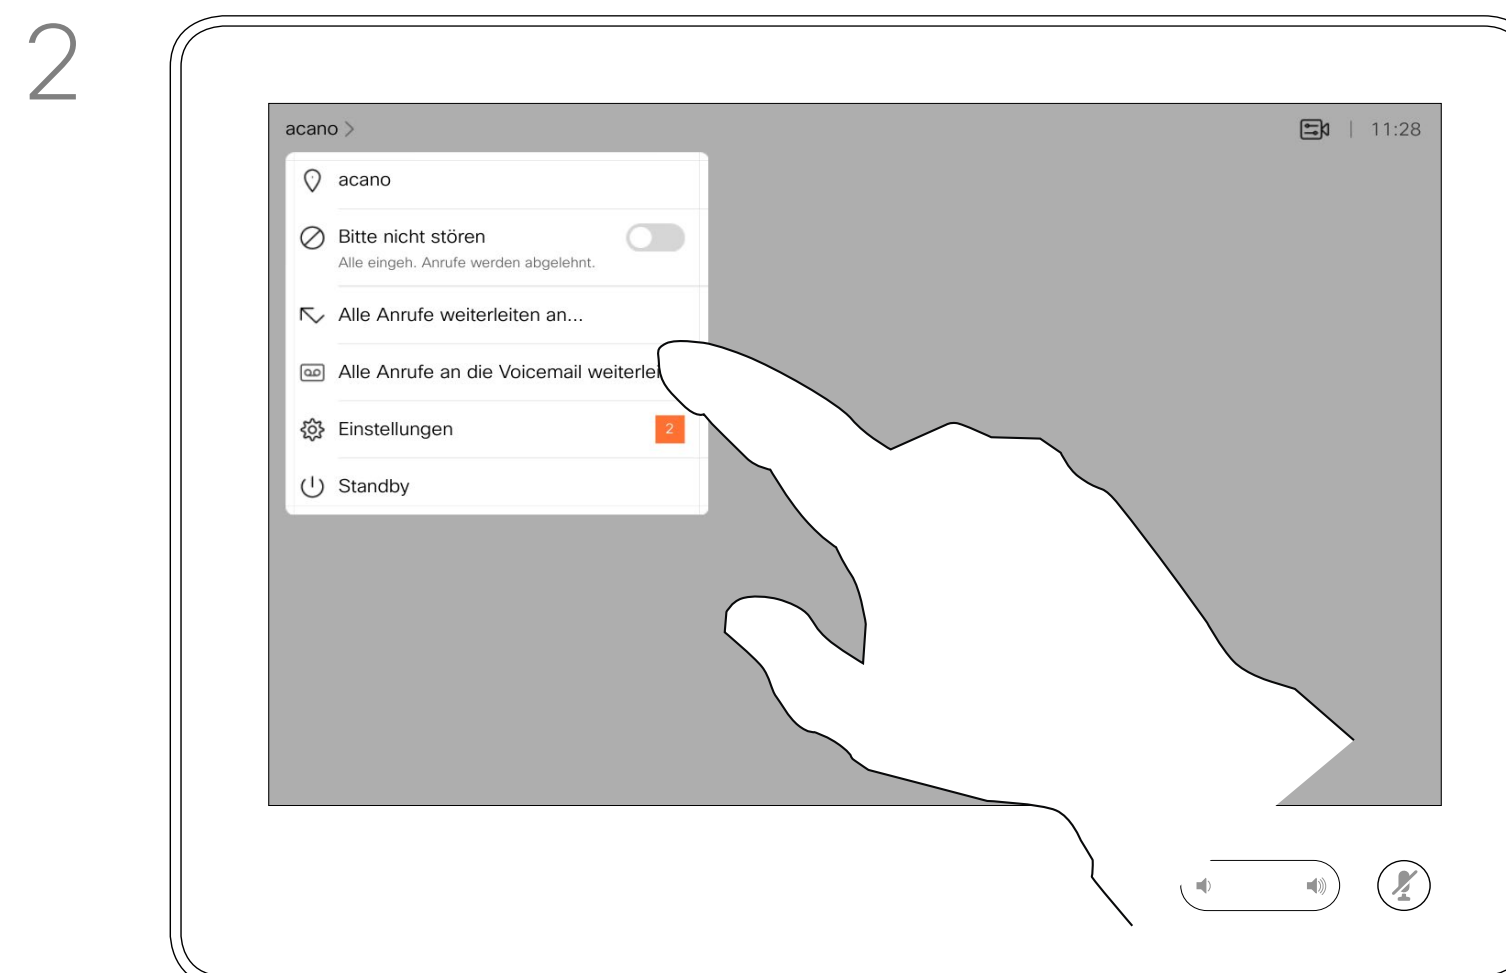 2
acano >
11:28
acano
Bitte nicht stören
Alle eingeh. Anrufe werden abgelehnt.
Alle Anrufe weiterleiten an...
Alle Anrufe an die Voicemail
Einstellungen
2
Standby